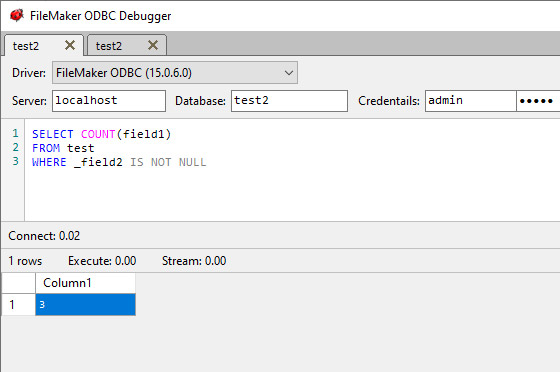 FileMaker ODBC Debugger
test2 test2
Driver: FileMaker ODBC (15.0.6.0)
Server: localhost Database: test2 Credentails: admin •••••
1 SELECT COUNT(field1)
2 FROM test
3 WHERE _field2 IS NOT NULL
Connect: 0.02
1 rows Execute: 0.00 Stream: 0.00
Column1
1 3